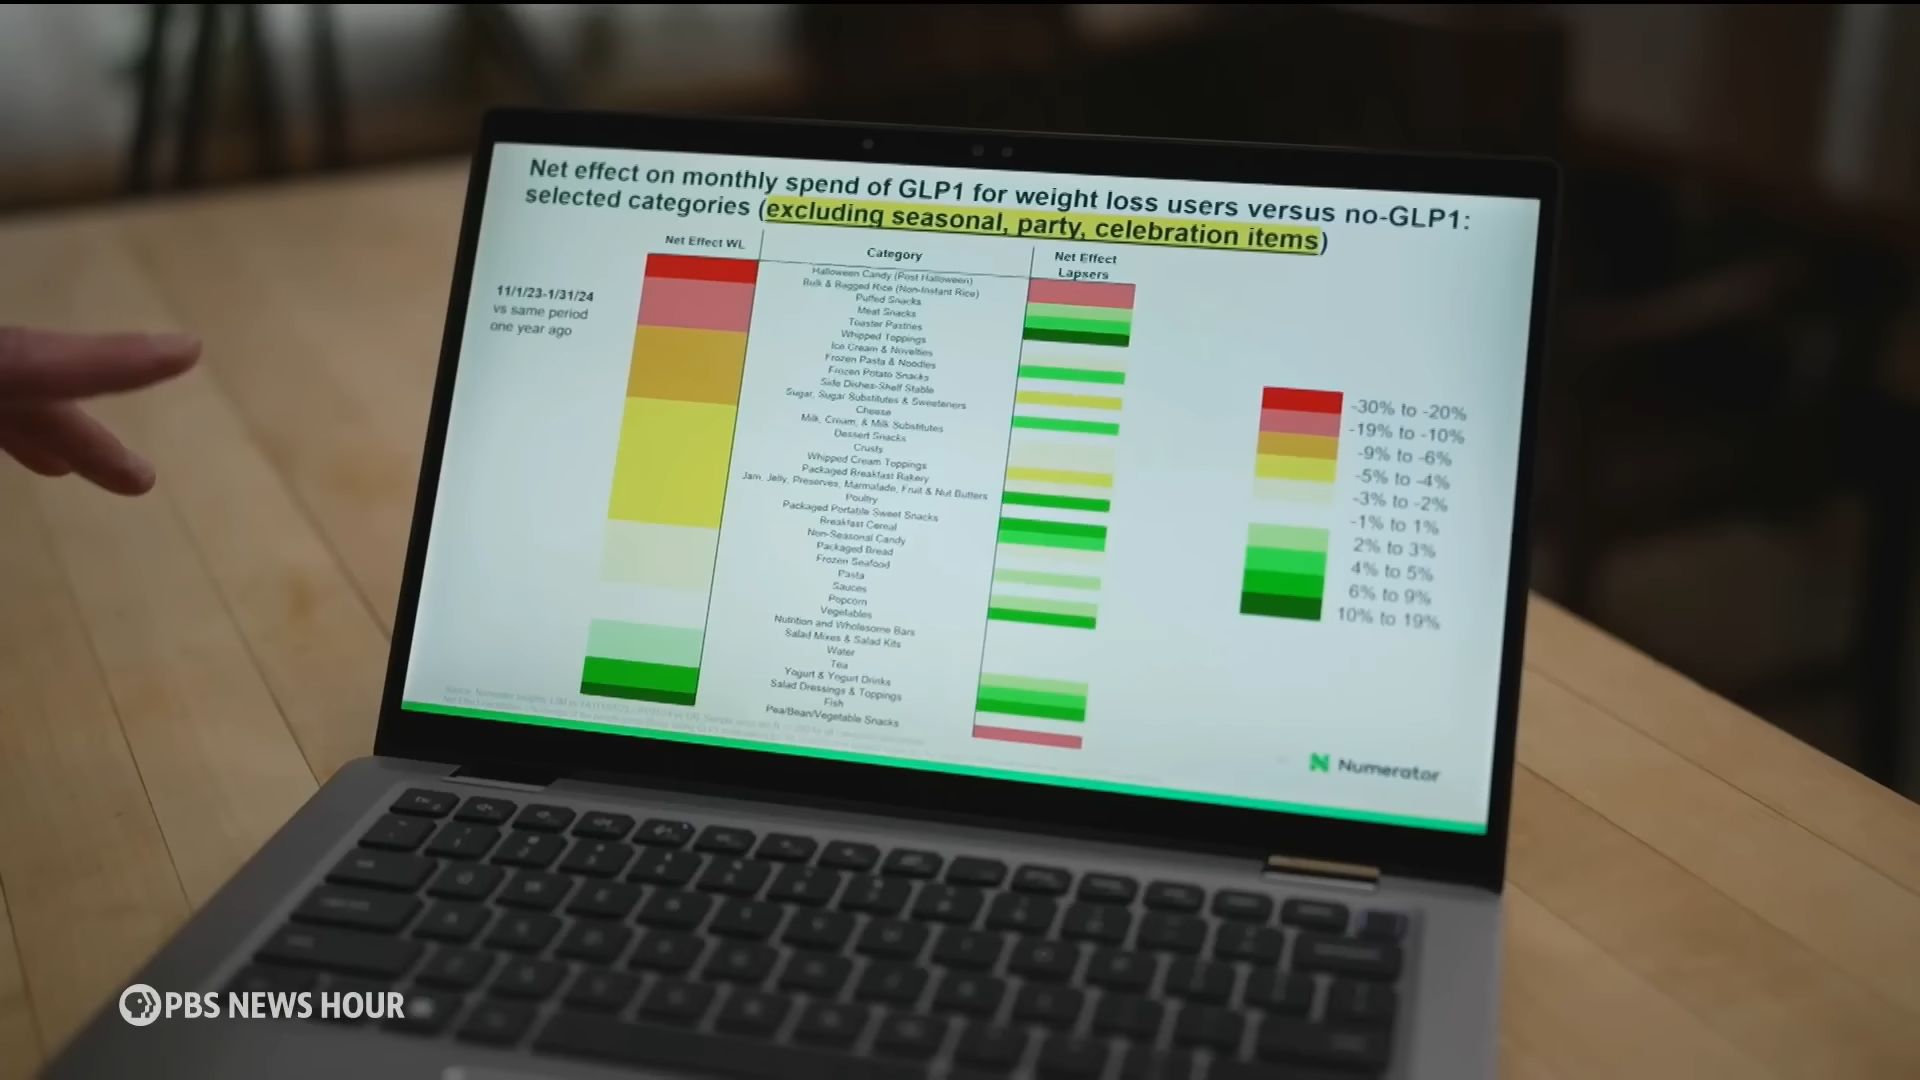 Net effect on monthly spend of GLP1 for weight loss users versus no-GLP1:
selected categories (excluding seasonal, party, celebration items)
Net Effect WL
Category
Net Effect
Lapsers
11/1/23-1/31/24
vs same period
one year ago
Halloween Candy (Post Halloween)
Bulk & Bagged Rice (Non-Instant Rice)
Puffed Snacks
Meat Snacks
Toaster Pastries
Whipped Toppings
Ice Cream & Novelties
Frozen Pasta & Noodles
Frozen Potato Snacks
Side Dishes-Shelf Stable
Sugar, Sugar Substitutes & Sweeteners
Cheese
Milk, Cream, & Milk Substitutes
Dessert Snacks
Crusts
Whipped Cream Toppings
Packaged Breakfast Bakery
Jam, Jelly, Preserves, Marmalade, Fruit & Nut Butters
Poultry
Packaged Portable Sweet Snacks
Breakfast Cereal
Non-Seasonal Candy
Packaged Bread
Frozen Seafood
Pasta
Sauces
Popcorn
Vegetables
Nutrition and Wholesome Bars
Salad Mixes & Salad Kits
Water
Tea
Yogurt & Yogurt Drinks
Salad Dressings & Toppings
Fish
Pea/Bean/Vegetable Snacks
-30% to -20%
-19% to -10%
-9% to -6%
-5% to -4%
-3% to -2%
-1% to 1%
2% to 3%
4% to 5%
6% to 9%
10% to 19%
Numerator
PBS NEWS HOUR